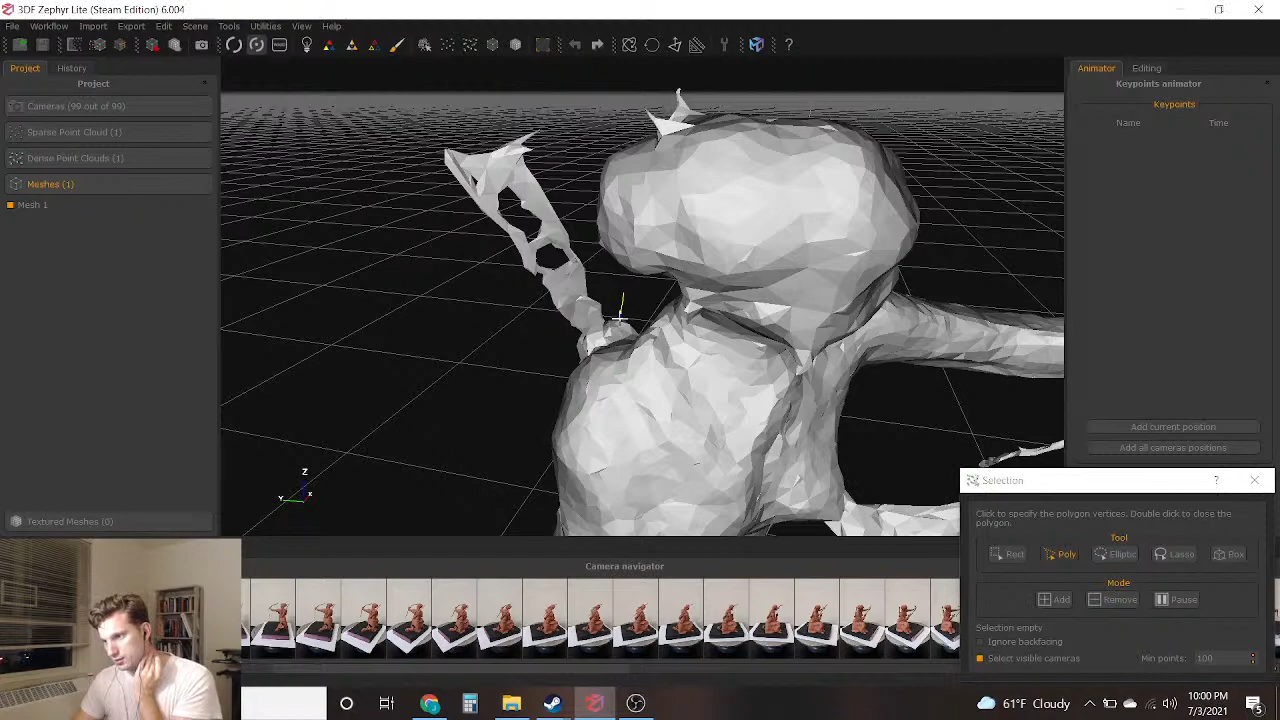 3DF Zephyr Lite (Steam Edition) 6.004
File Workflow Import Export Edit Scene Tools Utilities View Help
Project History
Project
Cameras (99 out of 99)
Sparse Point Cloud (1)
Dense Point Clouds (1)
Meshes (1)
Mesh 1
Textured Meshes (0)
Z
Y
X
Camera navigator
Animator Editing
Keypoints animator
Keypoints
Name Time
Add current position
Add all cameras positions
Selection
Click to specify the polygon vertices. Double click to close the
polygon.
Tool
Rect Poly Elliptic Lasso Box
Mode
Add Remove Pause
Selection empty
Ignore backfacing
Select visible cameras Min points: 100
61°F Cloudy
10:00 PM
7/3/2021